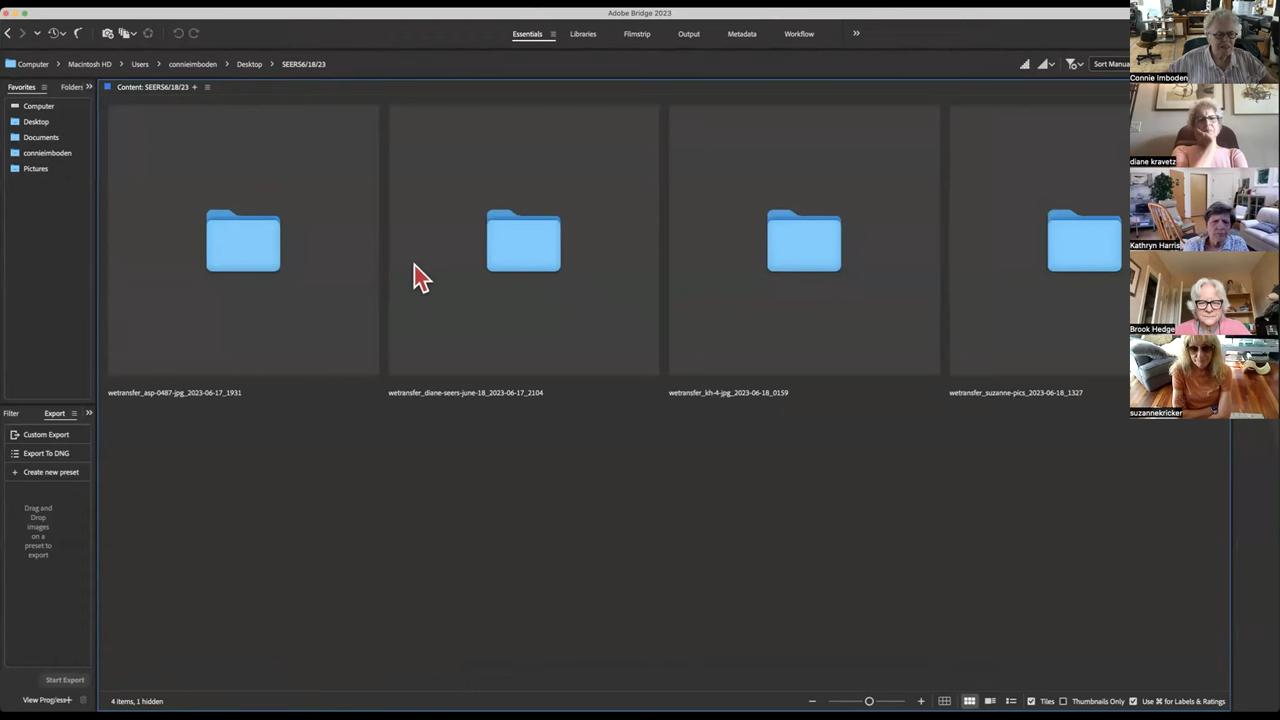 Adobe Bridge 2023
Essentials Libraries Filmstrip Output Metadata Workflow »
Computer > Macintosh HD > Users > connieimboden > Desktop > SEERS6/18/23
Sort Manua
Favorites Folders »
Content: SEERS6/18/23 +
Computer
Desktop
Documents
connieimboden
Pictures
wetransfer_asp-0487-jpg_2023-06-17_1931
wetransfer_diane-seers-june-18_2023-06-17_2104
wetransfer_kh-4-jpg_2023-06-18_0159
wetransfer_suzanne-pics_2023-06-18_1327
Filter Export »
Custom Export
Export To DNG
+ Create new preset
Drag and
Drop
images
on a
preset to
export
Start Export
View Progress
4 items, 1 hidden
Tiles Thumbnails Only Use ⌘ for Labels & Ratings
Connie Imboden
diane kravetz
Kathryn Harris
Brook Hedge
suzannekricker